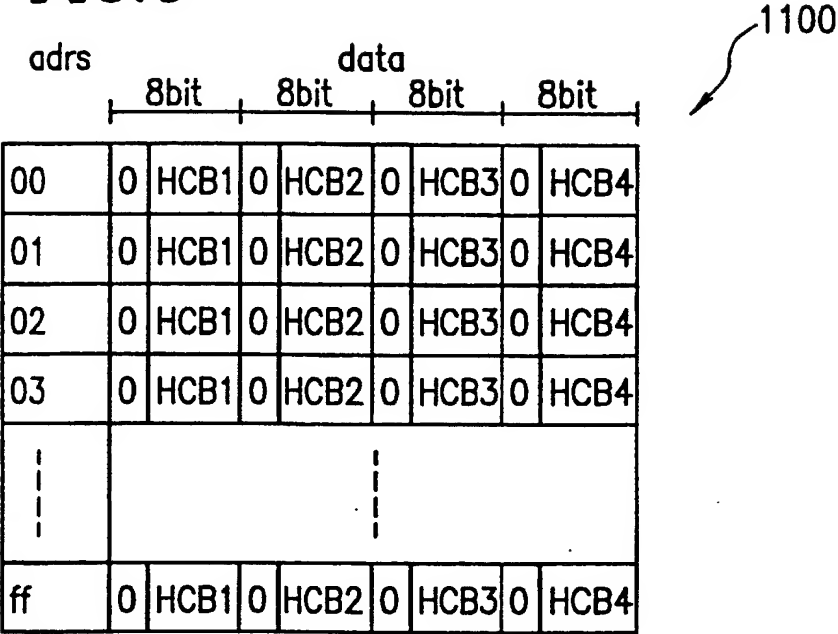 1100
adrs data
8bit 8bit 8bit 8bit
00 0 HCB1 0 HCB2 0 HCB3 0 HCB4
01 0 HCB1 0 HCB2 0 HCB3 0 HCB4
02 0 HCB1 0 HCB2 0 HCB3 0 HCB4
03 0 HCB1 0 HCB2 0 HCB3 0 HCB4
ff 0 HCB1 0 HCB2 0 HCB3 0 HCB4